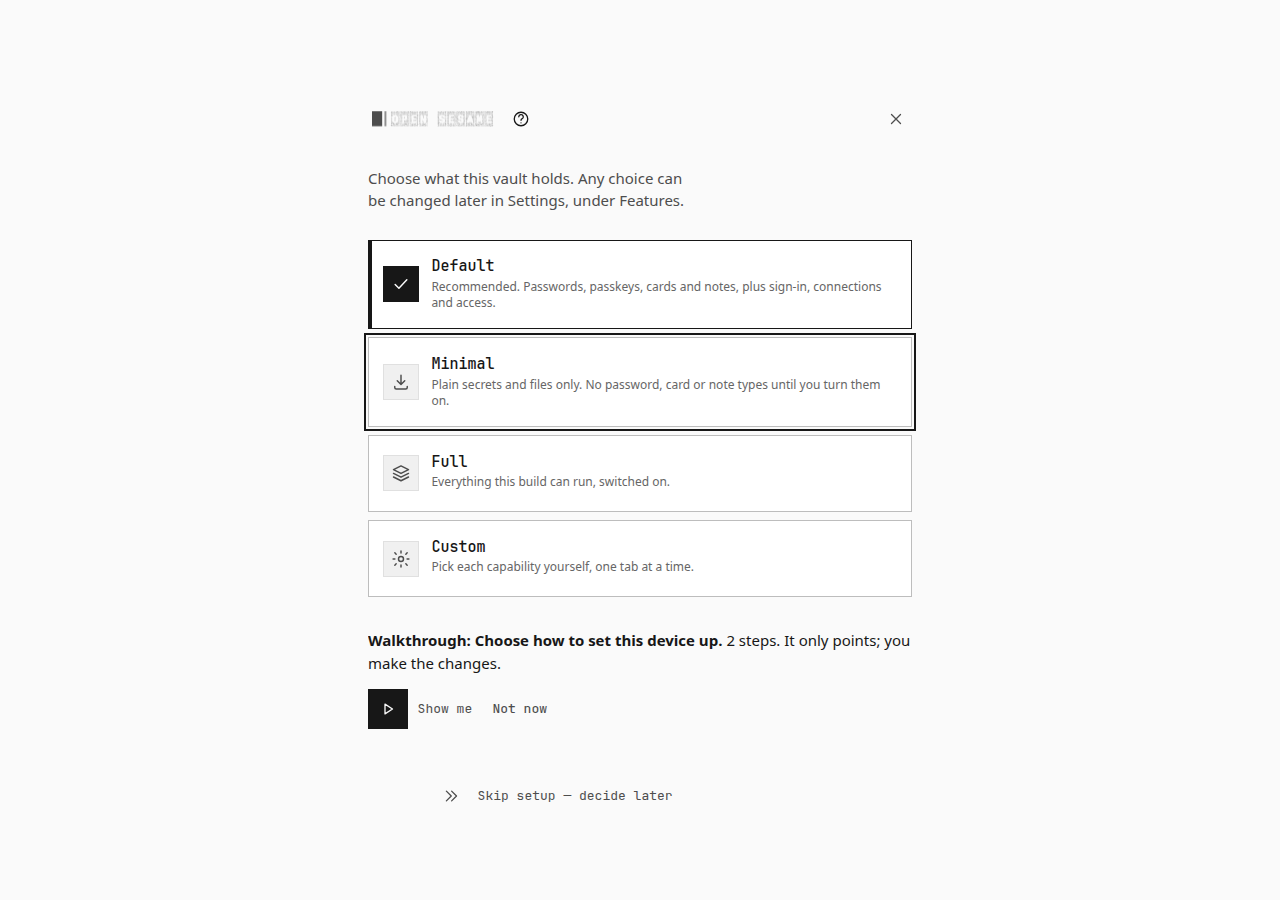 OPEN SESAME
Choose what this vault holds. Any choice can
be changed later in Settings, under Features.
Default
Recommended. Passwords, passkeys, cards and notes, plus sign-in, connections
and access.
Minimal
Plain secrets and files only. No password, card or note types until you turn them
on.
Full
Everything this build can run, switched on.
Custom
Pick each capability yourself, one tab at a time.
Walkthrough: Choose how to set this device up. 2 steps. It only points; you
make the changes.
Show me Not now
Skip setup — decide later